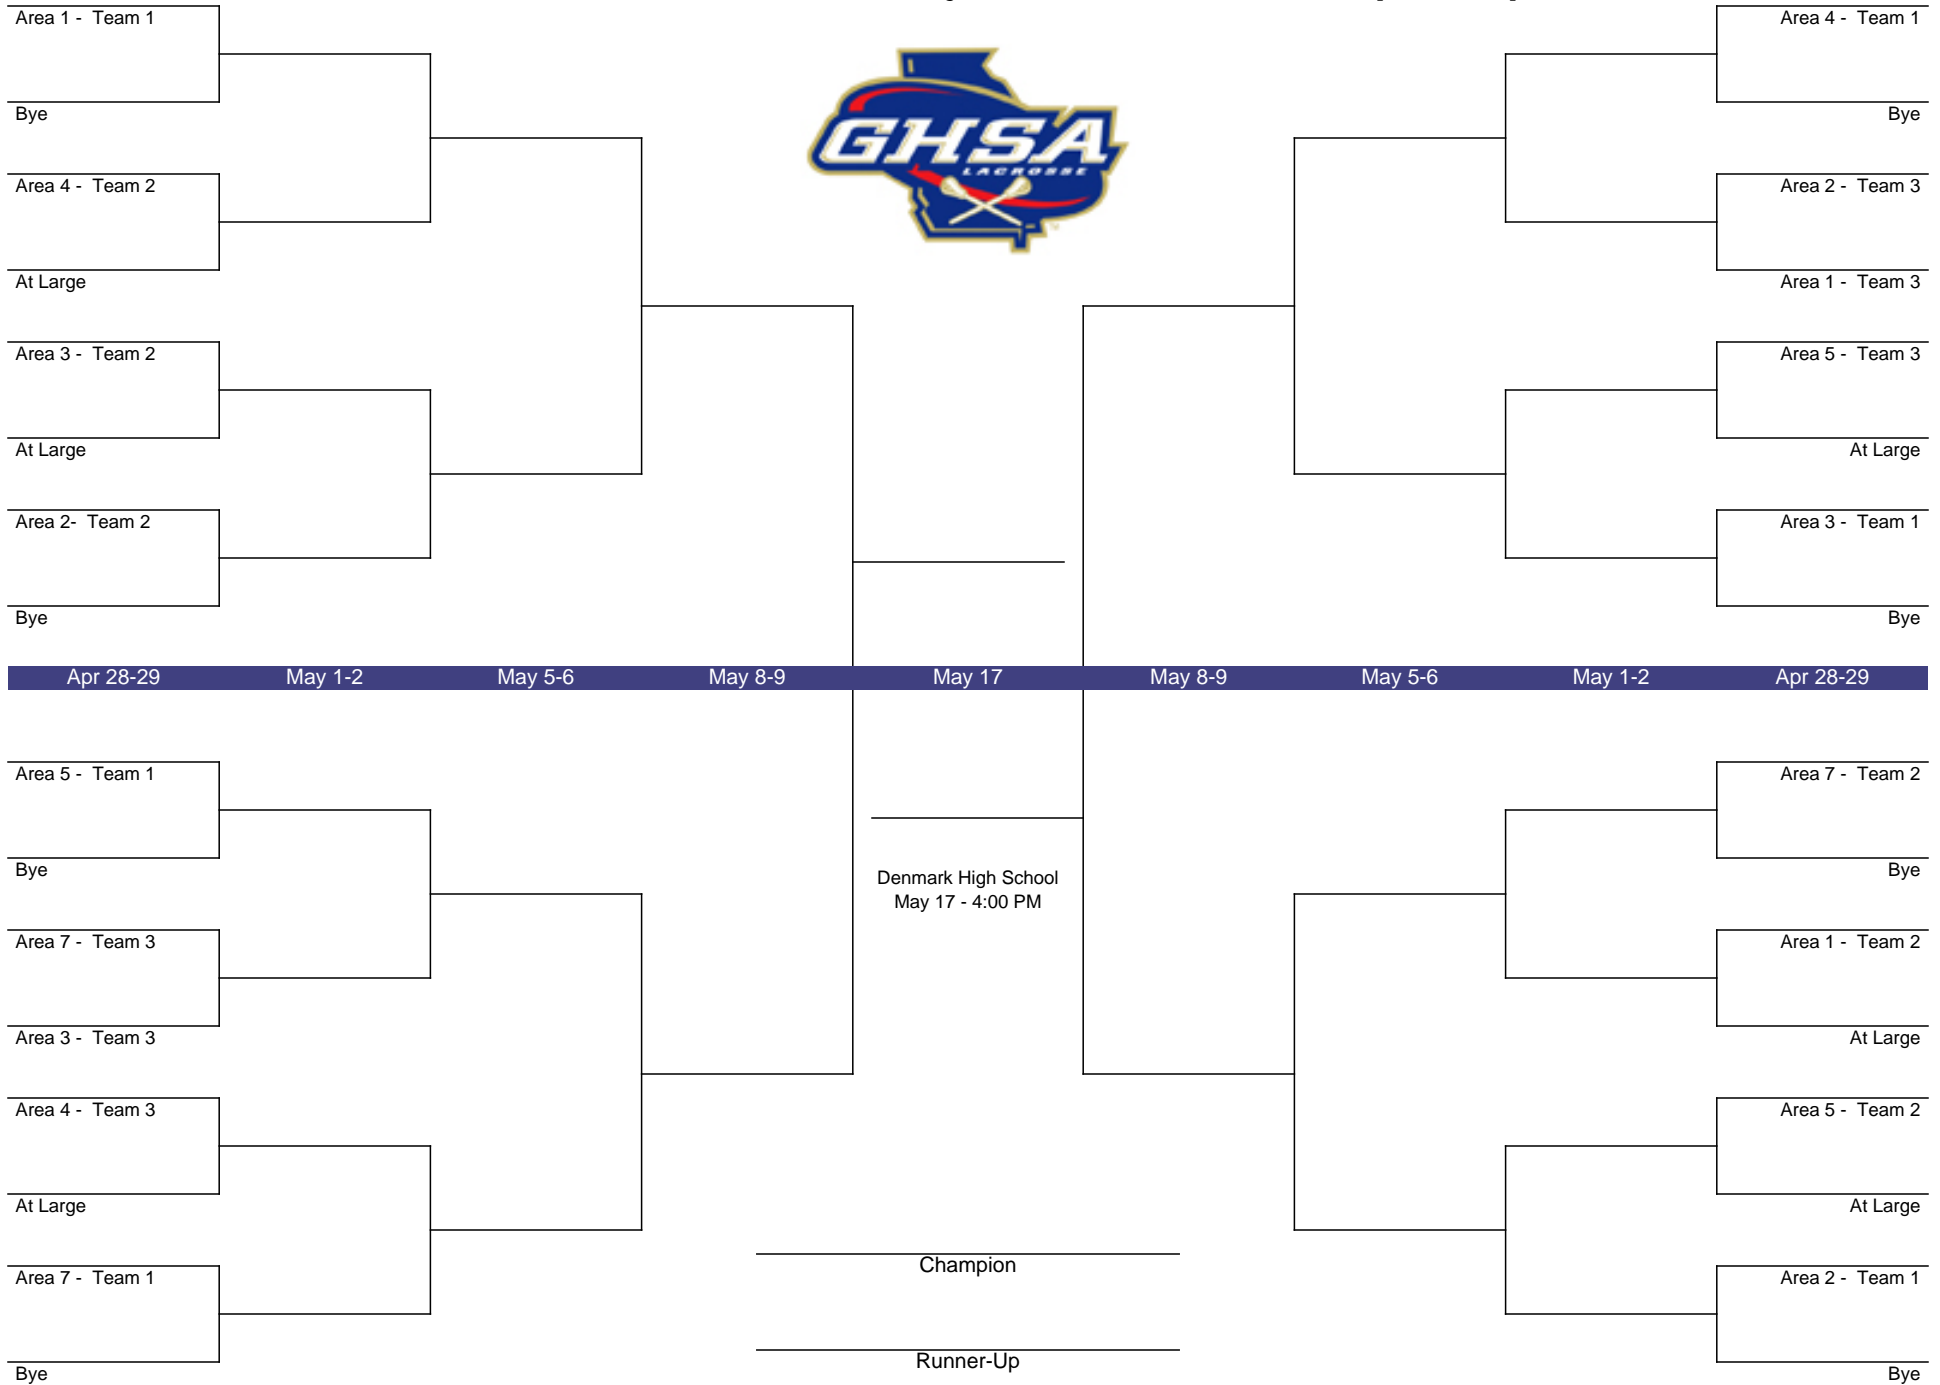 Area 1 - Team 1
Bye
Area 4 - Team 2
At Large
Area 3 - Team 2
At Large
Area 2- Team 2
Bye
GHSA
LACROSSE
TM
Area 4 - Team 1
Bye
Area 2 - Team 3
Area 1 - Team 3
Area 5 - Team 3
At Large
Area 3 - Team 1
Bye
Apr 28-29 May 1-2 May 5-6 May 8-9 May 17 May 8-9 May 5-6 May 1-2 Apr 28-29
Area 5 - Team 1
Bye
Area 7 - Team 3
Area 3 - Team 3
Area 4 - Team 3
At Large
Area 7 - Team 1
Bye
Denmark High School
May 17 - 4:00 PM
Champion
Runner-Up
Area 7 - Team 2
Bye
Area 1 - Team 2
At Large
Area 5 - Team 2
At Large
Area 2 - Team 1
Bye